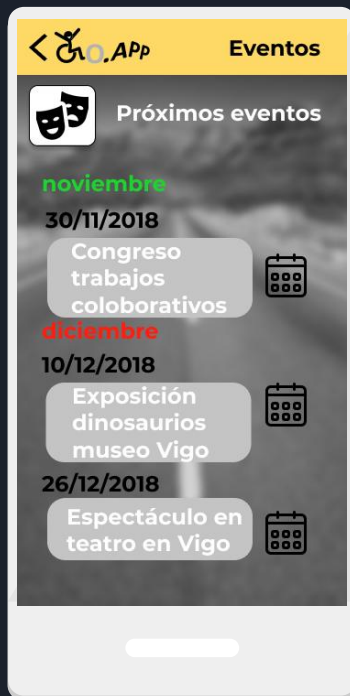 O.APP
Eventos
Próximos eventos
noviembre
30/11/2018
Congreso
trabajos
coloborativos
diciembre
10/12/2018
Exposición
dinosaurios
museo Vigo
26/12/2018
Espectáculo en
teatro en Vigo